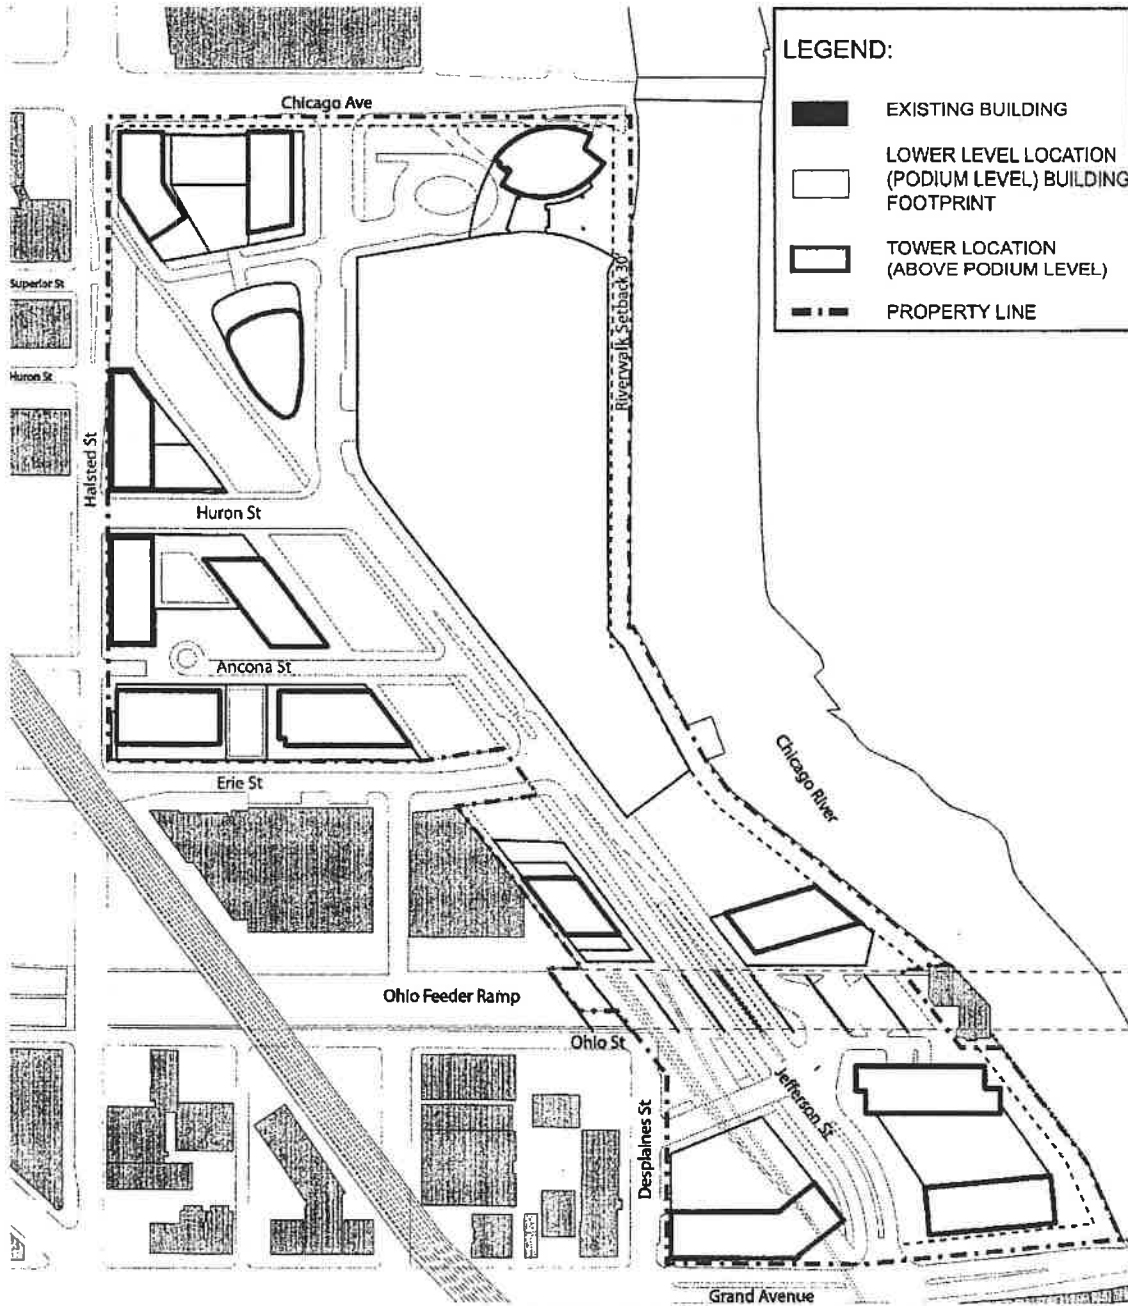 LEGEND:
EXISTING BUILDING
LOWER LEVEL LOCATION
(PODIUM LEVEL) BUILDING
FOOTPRINT
TOWER LOCATION
(ABOVE PODIUM LEVEL)
PROPERTY LINE
Chicago Ave
Superior St
Huron St
Halsted St
Riverwalk Setback 30'
Huron St
Ancona St
Erie St
Chicago River
Ohio Feeder Ramp
Ohio St
Desplaines St
Jefferson St
Grand Avenue